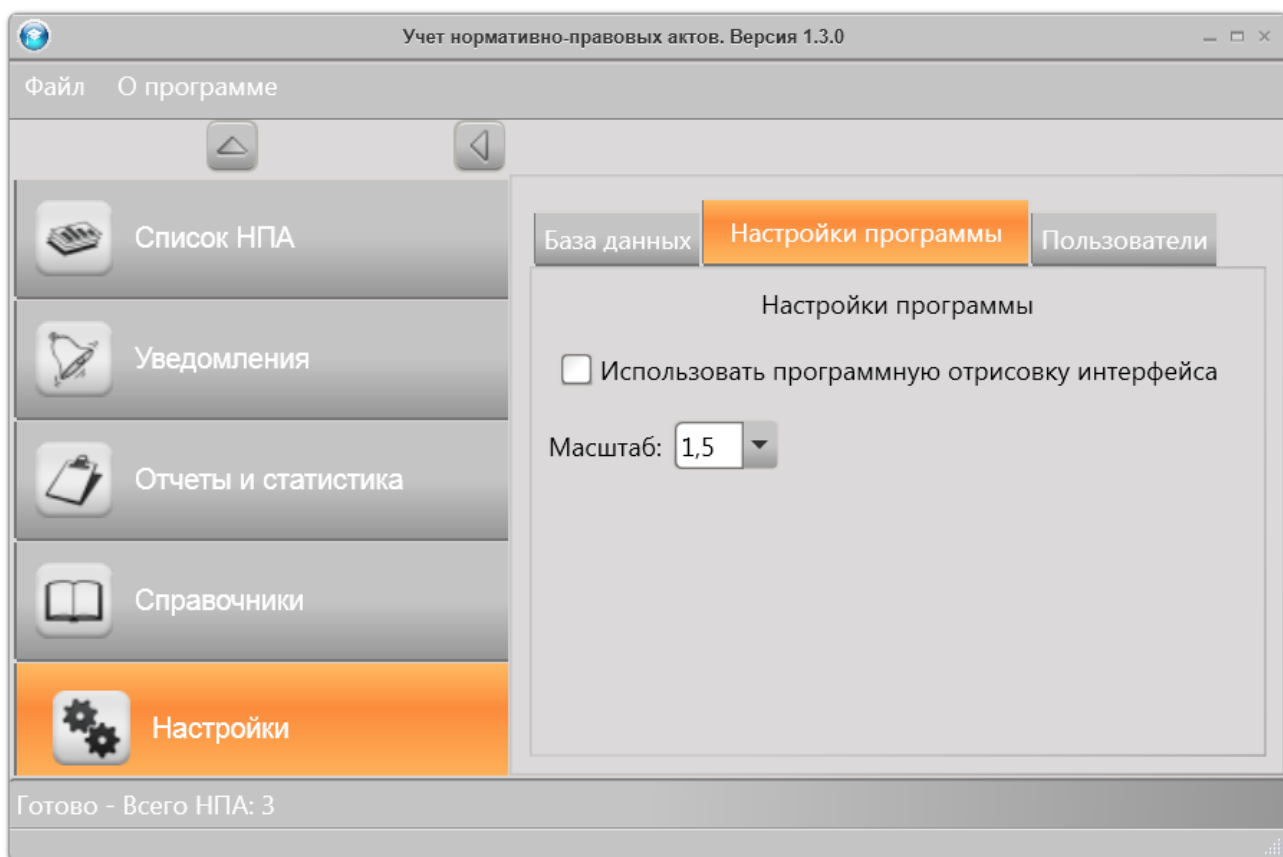 Учет нормативно-правовых актов. Версия 1.3.0
Файл О программе
Список НПА
Уведомления
Отчеты и статистика
Справочники
Настройки
База данных Настройки программы Пользователи
Настройки программы
Использовать программную отрисовку интерфейса
Масштаб: 1,5
Готово - Всего НПА: 3